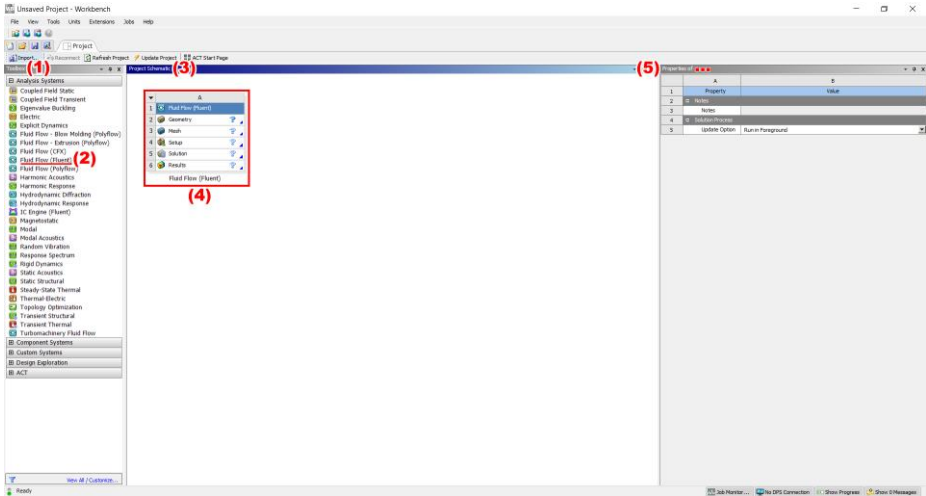 Unsaved Project - Workbench
File View Tools Units Extensions Jobs Help
Project
Import... Reconnect Refresh Project Update Project ACT Start Page
Toolbox (1)
Project Schematic (3)
(5) Properties of
Analysis Systems
Coupled Field Static
Coupled Field Transient
Eigenvalue Buckling
Electric
Explicit Dynamics
Fluid Flow - Blow Molding (Polyflow)
Fluid Flow - Extrusion (Polyflow)
Fluid Flow (CFX)
Fluid Flow (Fluent) (2)
Fluid Flow (Polyflow)
Harmonic Acoustics
Harmonic Response
Hydrodynamic Diffraction
Hydrodynamic Response
IC Engine (Fluent)
Magnetostatic
Modal
Modal Acoustics
Random Vibration
Response Spectrum
Rigid Dynamics
Static Acoustics
Static Structural
Steady-State Thermal
Thermal-Electric
Topology Optimization
Transient Structural
Transient Thermal
Turbomachinery Fluid Flow
Component Systems
Custom Systems
Design Exploration
ACT
View All / Customize...
A
1 Fluid Flow (Fluent)
2 Geometry ?
3 Mesh ?
4 Setup ?
5 Solution ?
6 Results ?
Fluid Flow (Fluent)
(4)
A B
1 Property Value
2 Notes
3 Notes
4 Solution Process
5 Update Option Run in Foreground
Ready
Job Monitor... No DPS Connection Show Progress Show 0 Messages